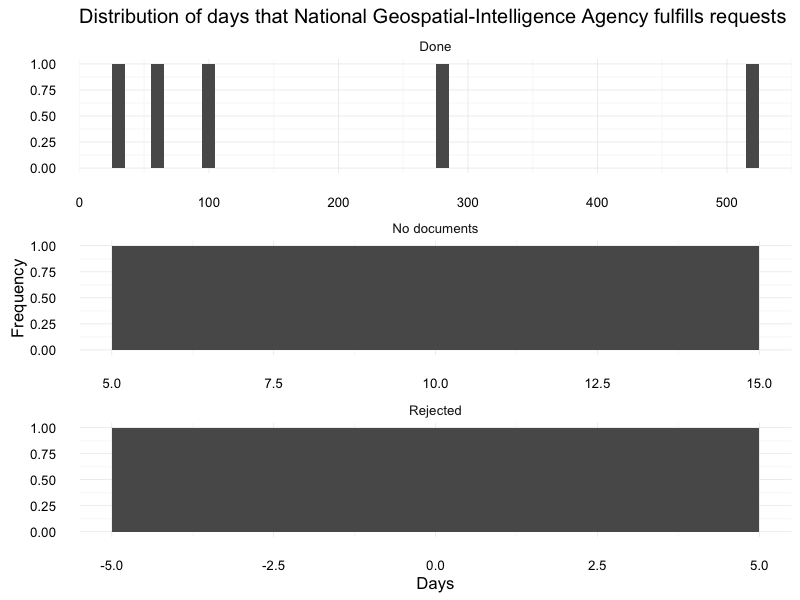 Distribution of days that National Geospatial-Intelligence Agency fulfills requests
Done
1.00
0.75
0.50
0.25
0.00
0 100 200 300 400 500
No documents
1.00
0.75
0.50
0.25
0.00
5.0 7.5 10.0 12.5 15.0
Frequency
Rejected
1.00
0.75
0.50
0.25
0.00
-5.0 -2.5 0.0 2.5 5.0
Days